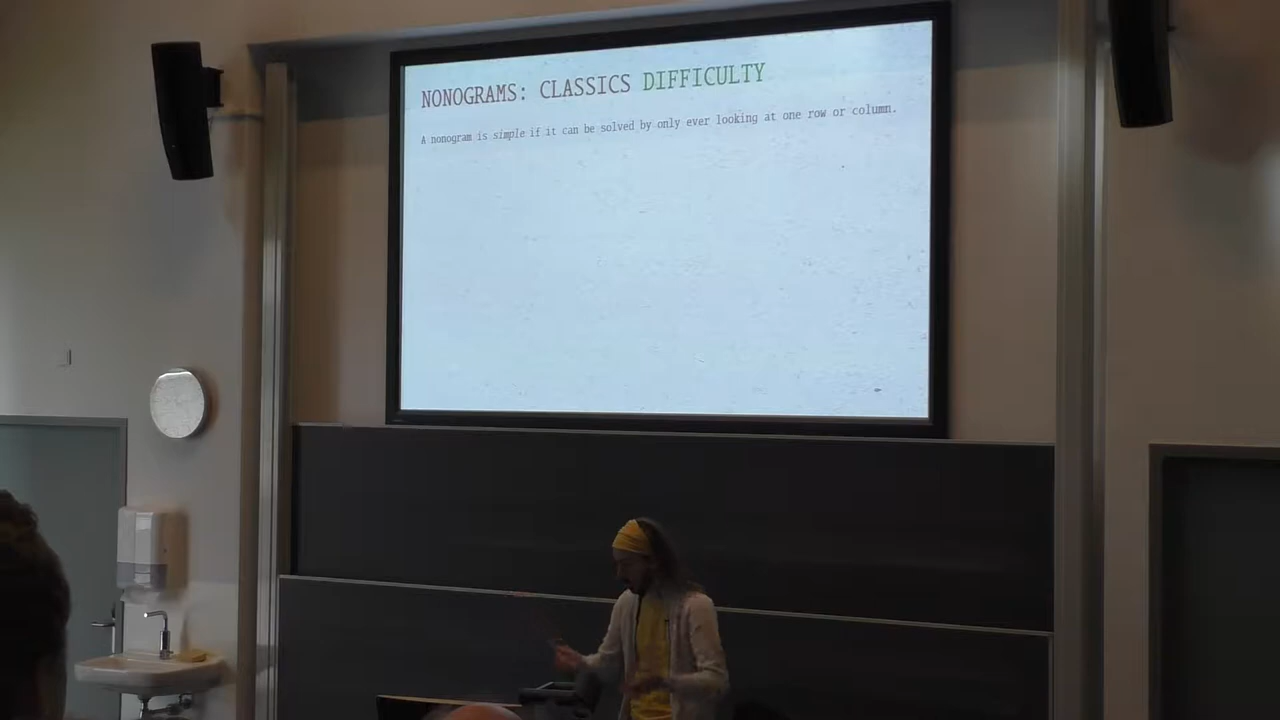 NONOGRAMS: CLASSICS DIFFICULTY
A nonogram is simple if it can be solved by only ever looking at one row or column.